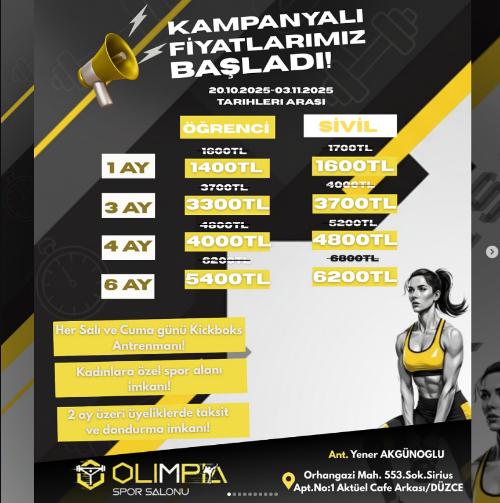 KAMPANYALI
FİYATLARIMIZ
BAŞLADI!
20.10.2025-03.11.2025
TARIHLERI ARASI
ÖĞRENCİ SİVİL
1 AY 1600TL 1400TL 1700TL 1600TL
3 AY 3700TL 3300TL 4000TL 3700TL
4 AY 4800TL 4000TL 5200TL 4800TL
6 AY 6200TL 5400TL 6800TL 6200TL
Her Salı ve Cuma günü Kickboks
Antrenmanı!
Kadınlara özel spor alanı
imkanı!
2 ay üzeri üyeliklerde taksit
ve dondurma imkanı!
OLIMPIA
SPOR SALONU
Ant. Yener AKGÜNOGLU
Orhangazi Mah. 553.Sok.Sirius
Apt.No:1 Aktüel Cafe Arkası/DÜZCE